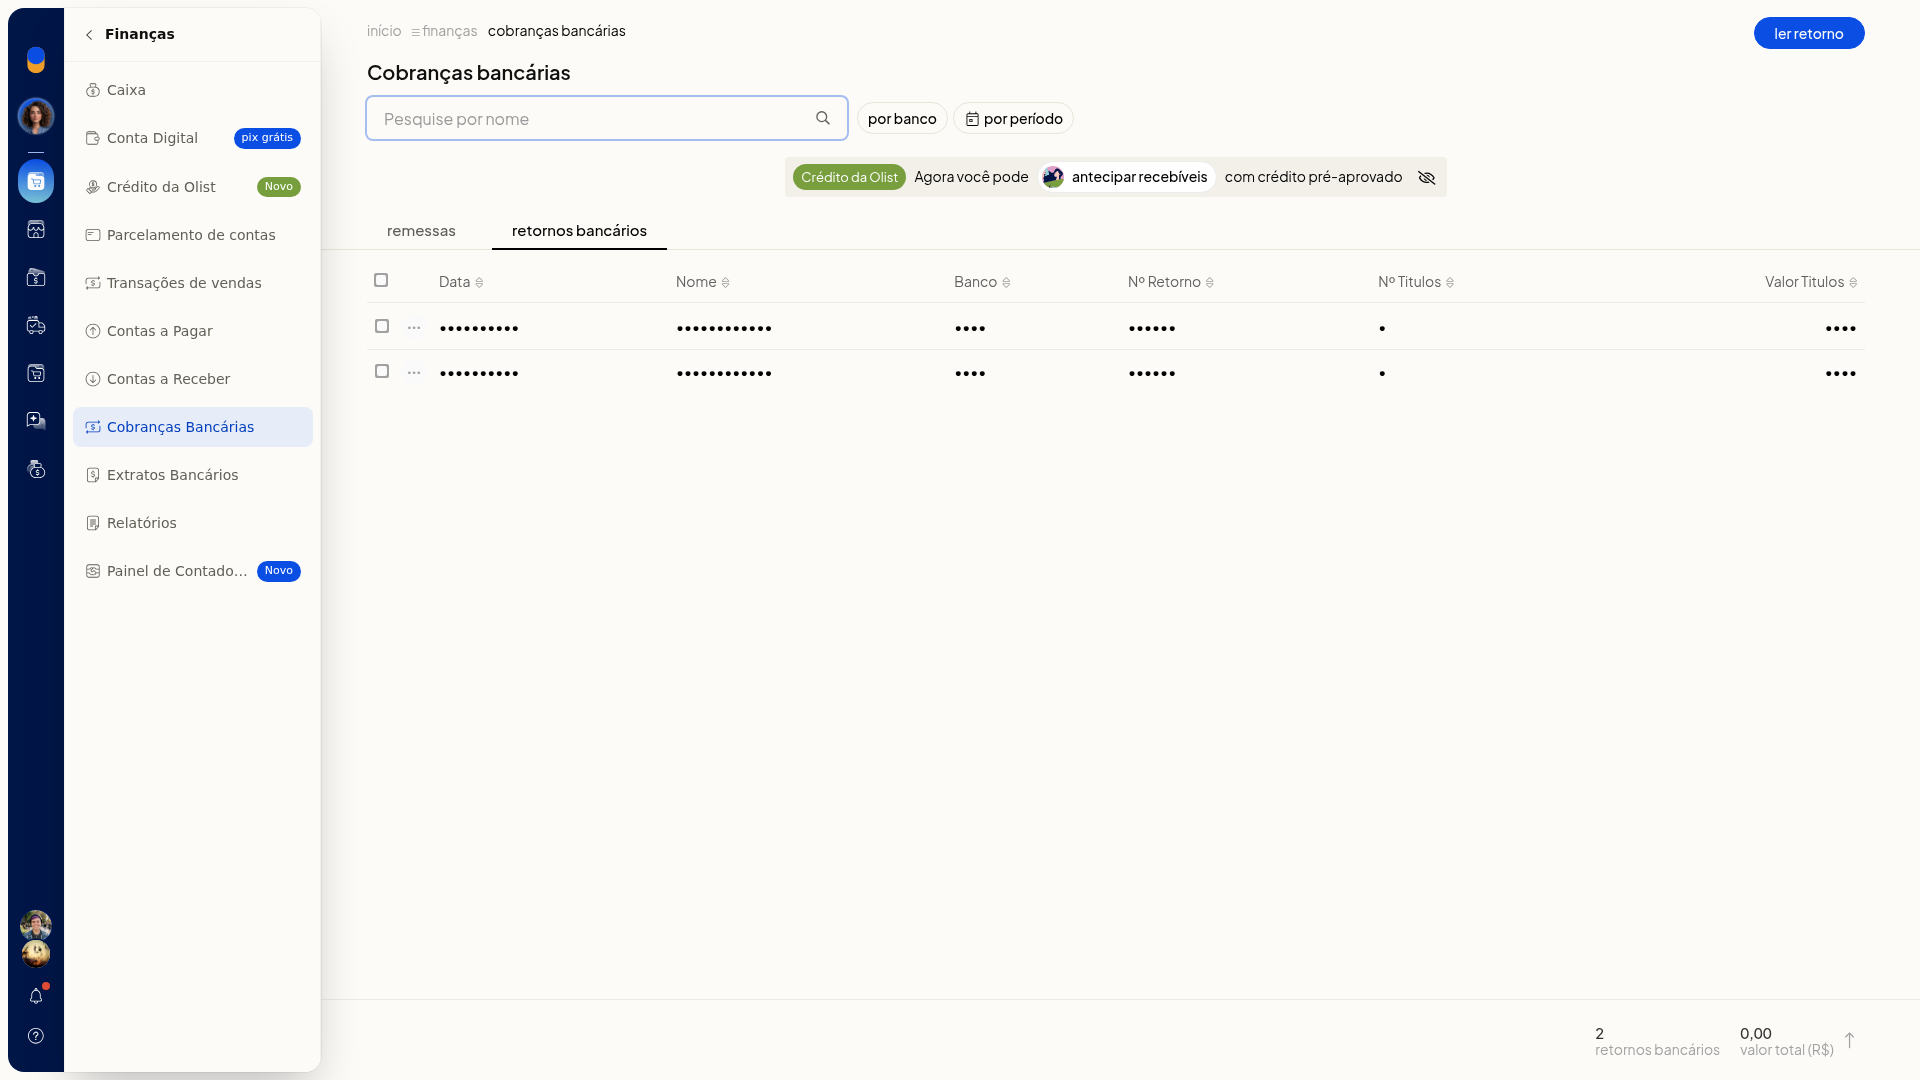 Finanças
Caixa
Conta Digital pix grátis
Crédito da Olist Novo
Parcelamento de contas
Transações de vendas
Contas a Pagar
Contas a Receber
Cobranças Bancárias
Extratos Bancários
Relatórios
Painel de Contado... Novo
início finanças cobranças bancárias
ler retorno
Cobranças bancárias
Pesquise por nome
por banco por período
Crédito da Olist Agora você pode antecipar recebíveis com crédito pré-aprovado
remessas retornos bancários
Data Nome Banco Nº Retorno Nº Titulos Valor Titulos
... •••••••••• •••••••••••• •••• •••••• • ••••
... •••••••••• •••••••••••• •••• •••••• • ••••
2 0,00
retornos bancários valor total (R$)